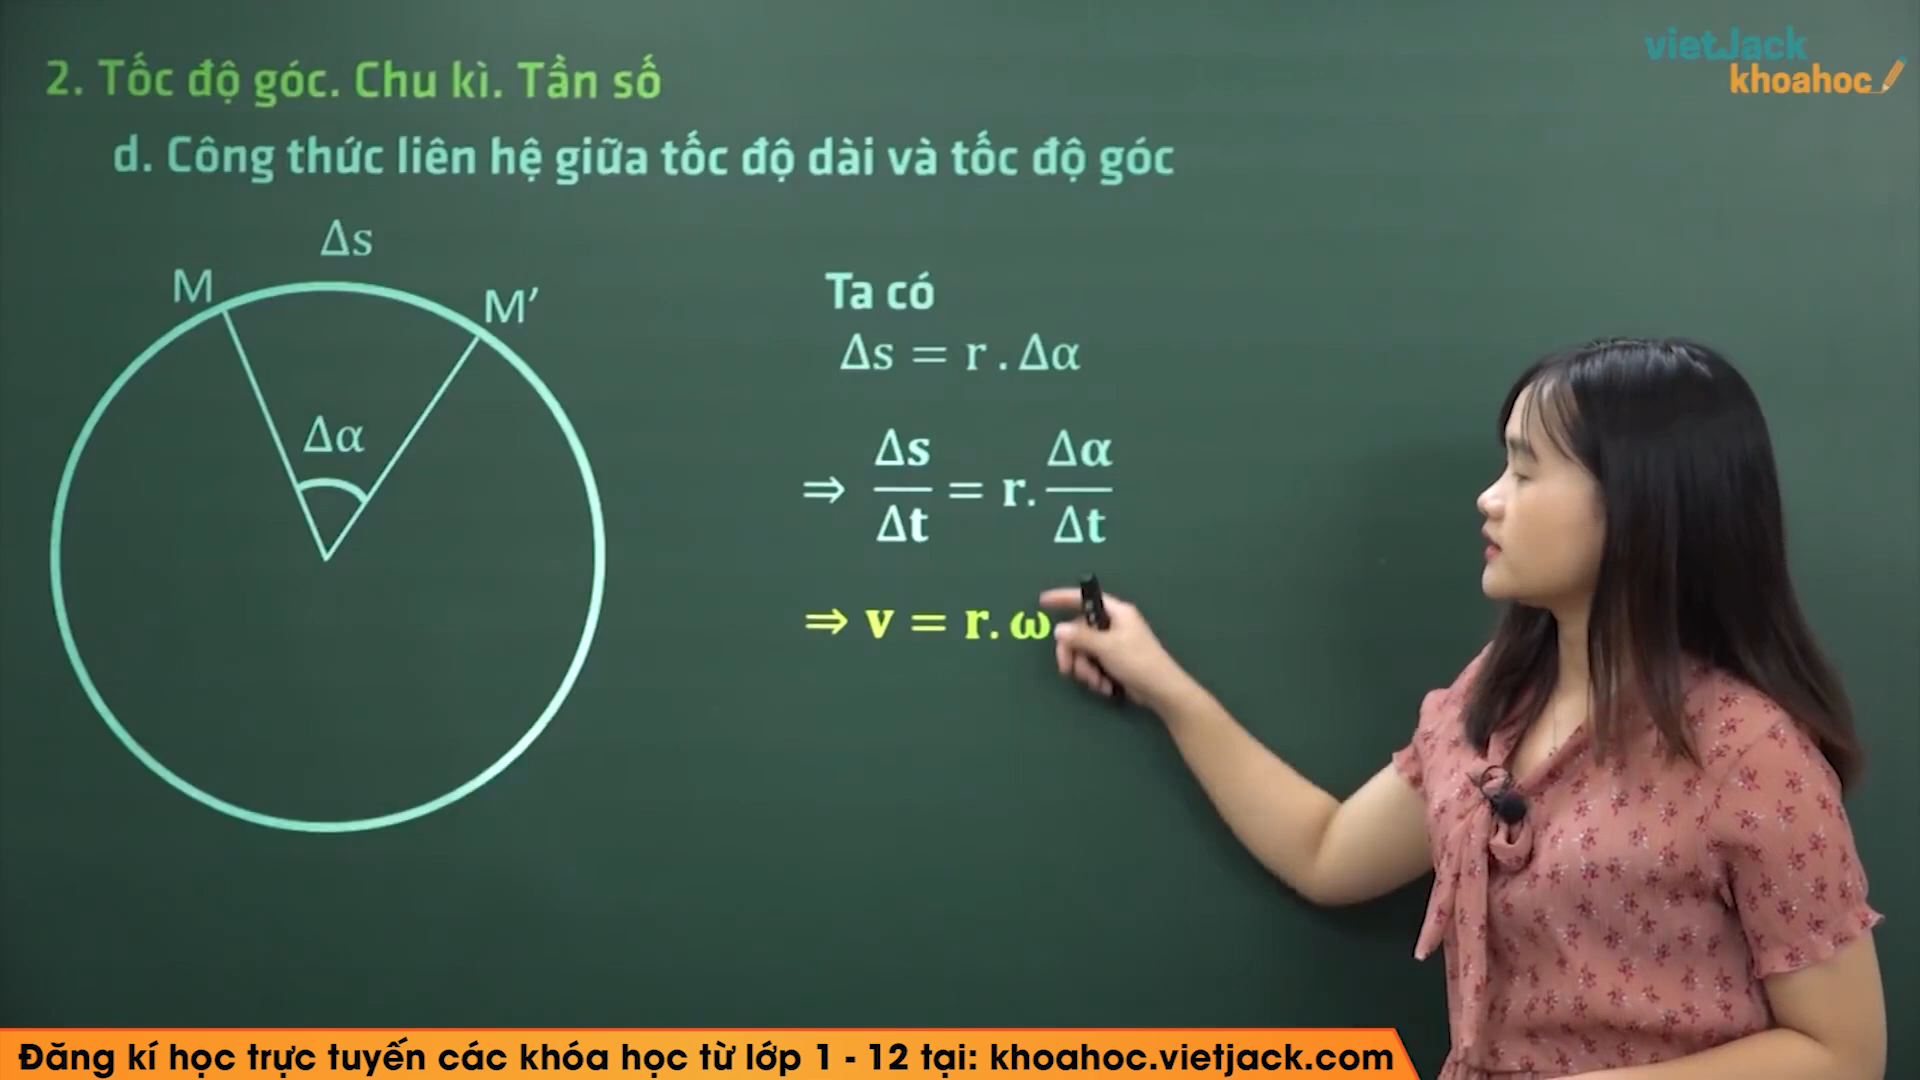 vietJack
khoahoc
2. Tốc độ góc. Chu kì. Tần số
d. Công thức liên hệ giữa tốc độ dài và tốc độ góc
Δs
M
M’
Δα
Ta có
Δs = r . Δα
⇒ Δs/Δt = r. Δα/Δt
⇒ v = r. ω
Đăng kí học trực tuyến các khóa học từ lớp 1 - 12 tại: khoahoc.vietjack.com